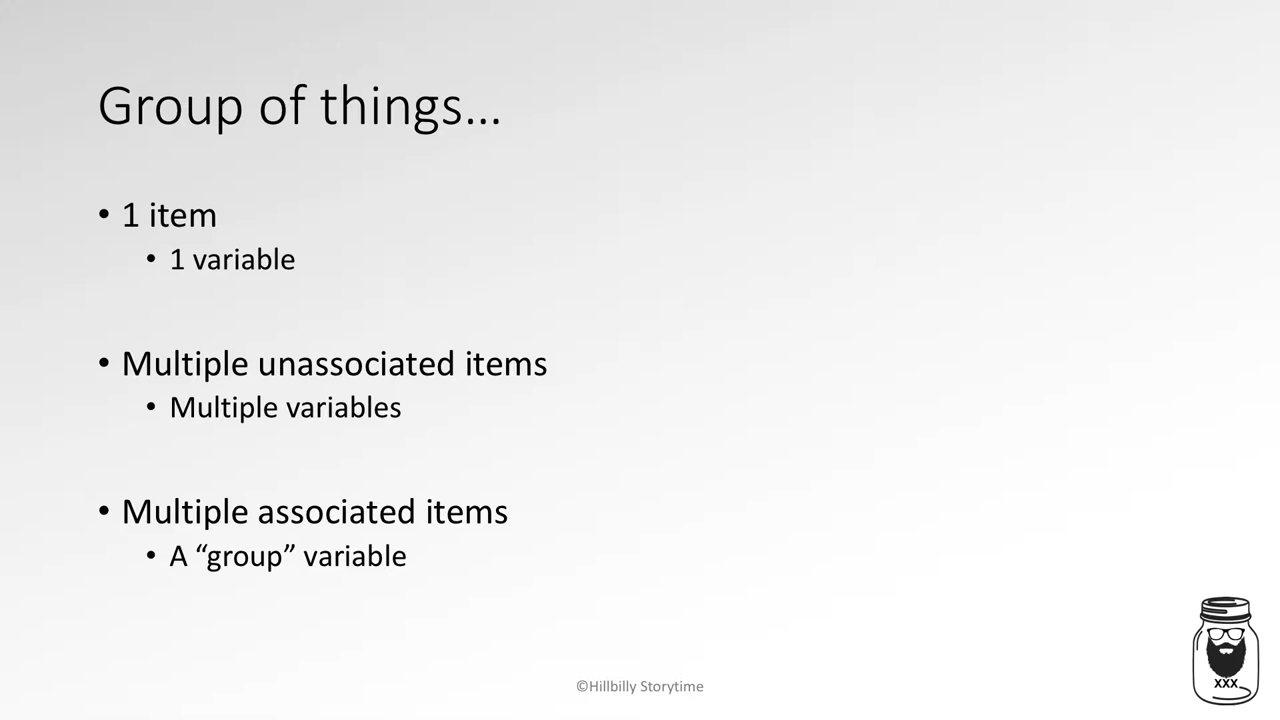 Group of things…
• 1 item
• 1 variable
• Multiple unassociated items
• Multiple variables
• Multiple associated items
• A “group” variable
©Hillbilly Storytime
XXX